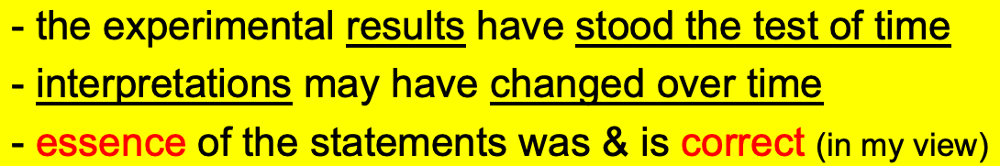 - the experimental results have stood the test of time
- interpretations may have changed over time
- essence of the statements was & is correct (in my view)